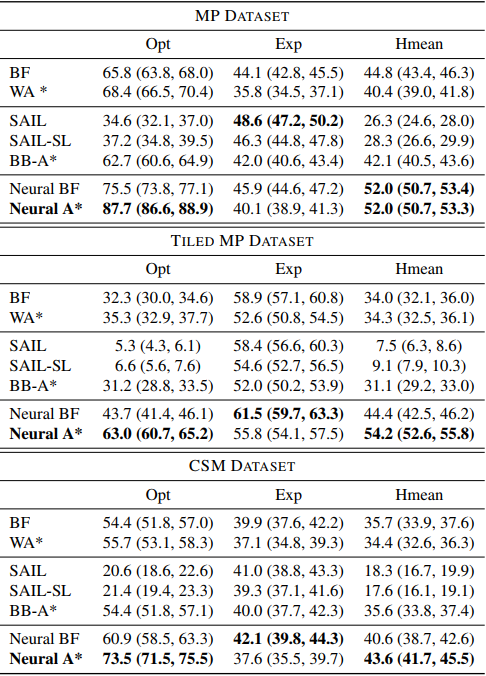 MP DATASET
Opt Exp Hmean
BF 65.8 (63.8, 68.0) 44.1 (42.8, 45.5) 44.8 (43.4, 46.3)
WA * 68.4 (66.5, 70.4) 35.8 (34.5, 37.1) 40.4 (39.0, 41.8)
SAIL 34.6 (32.1, 37.0) 48.6 (47.2, 50.2) 26.3 (24.6, 28.0)
SAIL-SL 37.2 (34.8, 39.5) 46.3 (44.8, 47.8) 28.3 (26.6, 29.9)
BB-A* 62.7 (60.6, 64.9) 42.0 (40.6, 43.4) 42.1 (40.5, 43.6)
Neural BF 75.5 (73.8, 77.1) 45.9 (44.6, 47.2) 52.0 (50.7, 53.4)
Neural A* 87.7 (86.6, 88.9) 40.1 (38.9, 41.3) 52.0 (50.7, 53.3)
TILED MP DATASET
Opt Exp Hmean
BF 32.3 (30.0, 34.6) 58.9 (57.1, 60.8) 34.0 (32.1, 36.0)
WA* 35.3 (32.9, 37.7) 52.6 (50.8, 54.5) 34.3 (32.5, 36.1)
SAIL 5.3 (4.3, 6.1) 58.4 (56.6, 60.3) 7.5 (6.3, 8.6)
SAIL-SL 6.6 (5.6, 7.6) 54.6 (52.7, 56.5) 9.1 (7.9, 10.3)
BB-A* 31.2 (28.8, 33.5) 52.0 (50.2, 53.9) 31.1 (29.2, 33.0)
Neural BF 43.7 (41.4, 46.1) 61.5 (59.7, 63.3) 44.4 (42.5, 46.2)
Neural A* 63.0 (60.7, 65.2) 55.8 (54.1, 57.5) 54.2 (52.6, 55.8)
CSM DATASET
Opt Exp Hmean
BF 54.4 (51.8, 57.0) 39.9 (37.6, 42.2) 35.7 (33.9, 37.6)
WA* 55.7 (53.1, 58.3) 37.1 (34.8, 39.3) 34.4 (32.6, 36.3)
SAIL 20.6 (18.6, 22.6) 41.0 (38.8, 43.3) 18.3 (16.7, 19.9)
SAIL-SL 21.4 (19.4, 23.3) 39.3 (37.1, 41.6) 17.6 (16.1, 19.1)
BB-A* 54.4 (51.8, 57.1) 40.0 (37.7, 42.3) 35.6 (33.8, 37.4)
Neural BF 60.9 (58.5, 63.3) 42.1 (39.8, 44.3) 40.6 (38.7, 42.6)
Neural A* 73.5 (71.5, 75.5) 37.6 (35.5, 39.7) 43.6 (41.7, 45.5)